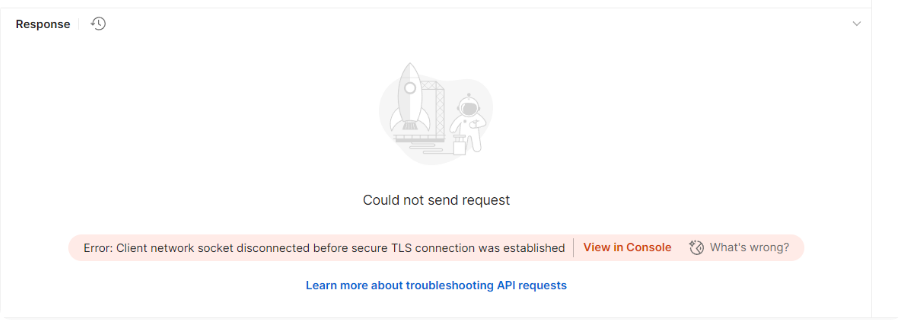 Response
Could not send request
Error: Client network socket disconnected before secure TLS connection was established View in Console What's wrong?
Learn more about troubleshooting API requests